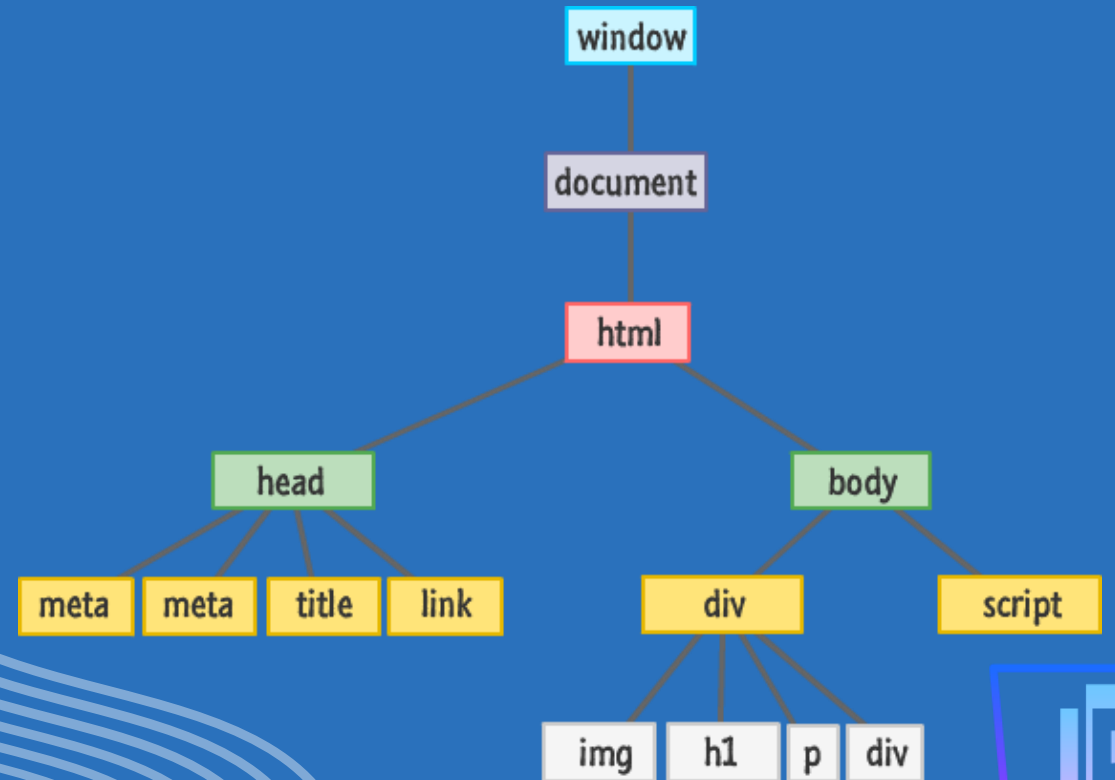 window
document
html
head body
meta meta title link div script
img h1 p div